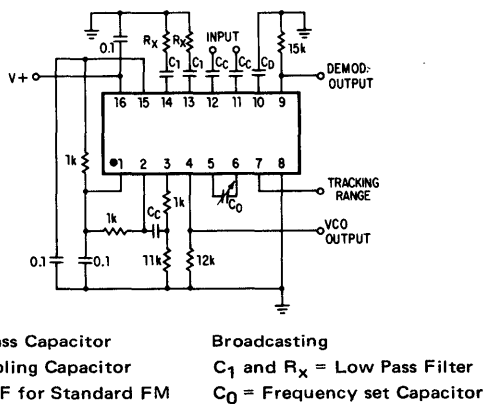 0.1
RX RX INPUT
C1 C1 CC CC CD
15k
V+
DEMOD.
OUTPUT
16 15 14 13 12 11 10 9
1 2 3 4 5 6 7 8
1k
1k
1k
CC
C0
TRACKING
RANGE
VCO
OUTPUT
0.1
0.1
11k
12k
ass Capacitor
pling Capacitor
F for Standard FM
Broadcasting
C1 and Rx = Low Pass Filter
C0 = Frequency set Capacitor